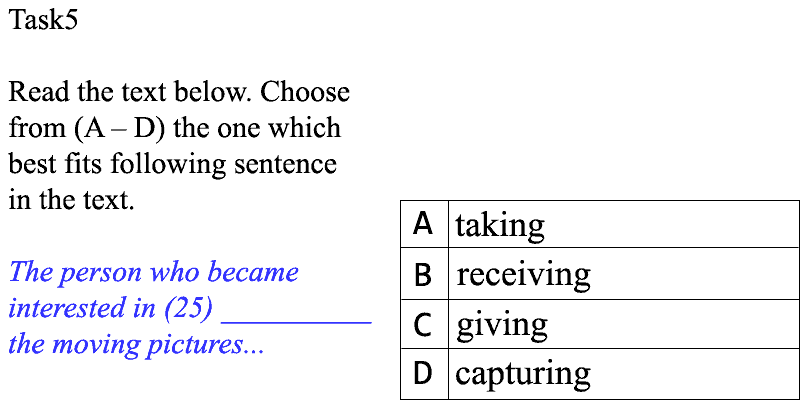 Task5
Read the text below. Choose
from (A – D) the one which
best fits following sentence
in the text.
The person who became
interested in (25) ___________
the moving pictures...
A taking
B receiving
C giving
D capturing